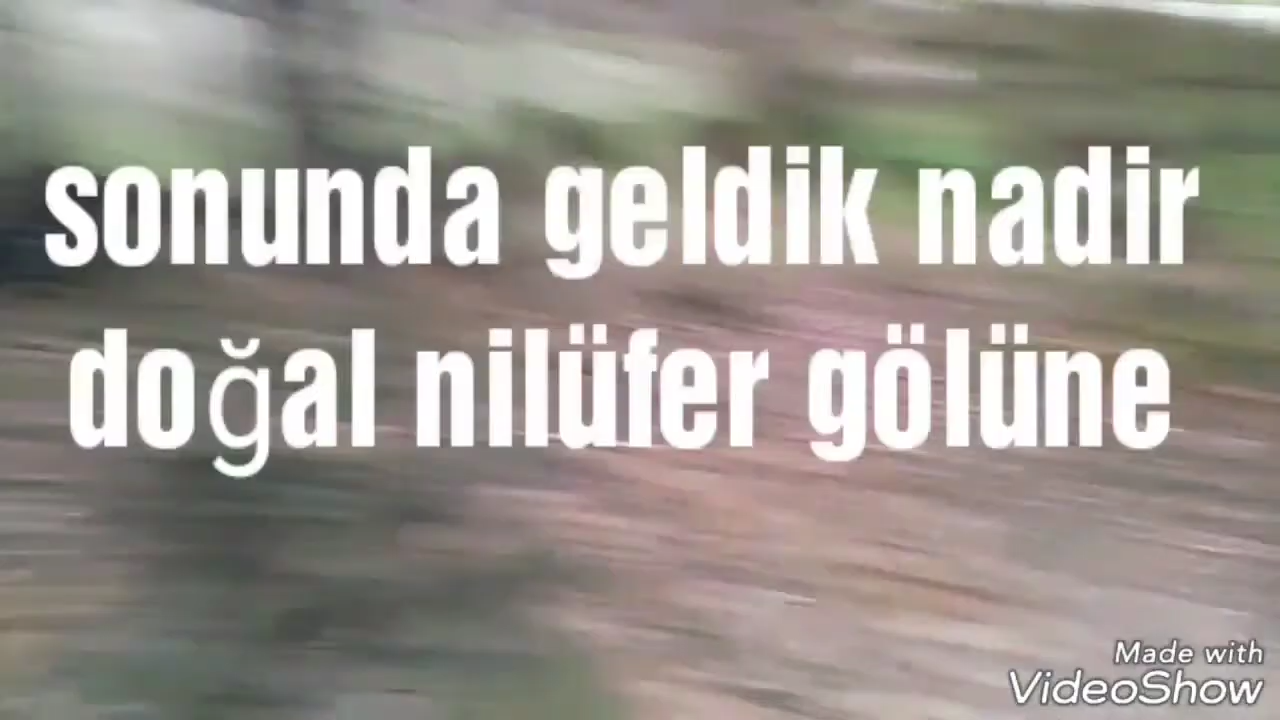 sonunda geldik nadir
doğal nilüfer gölüne
Made with
VideoShow